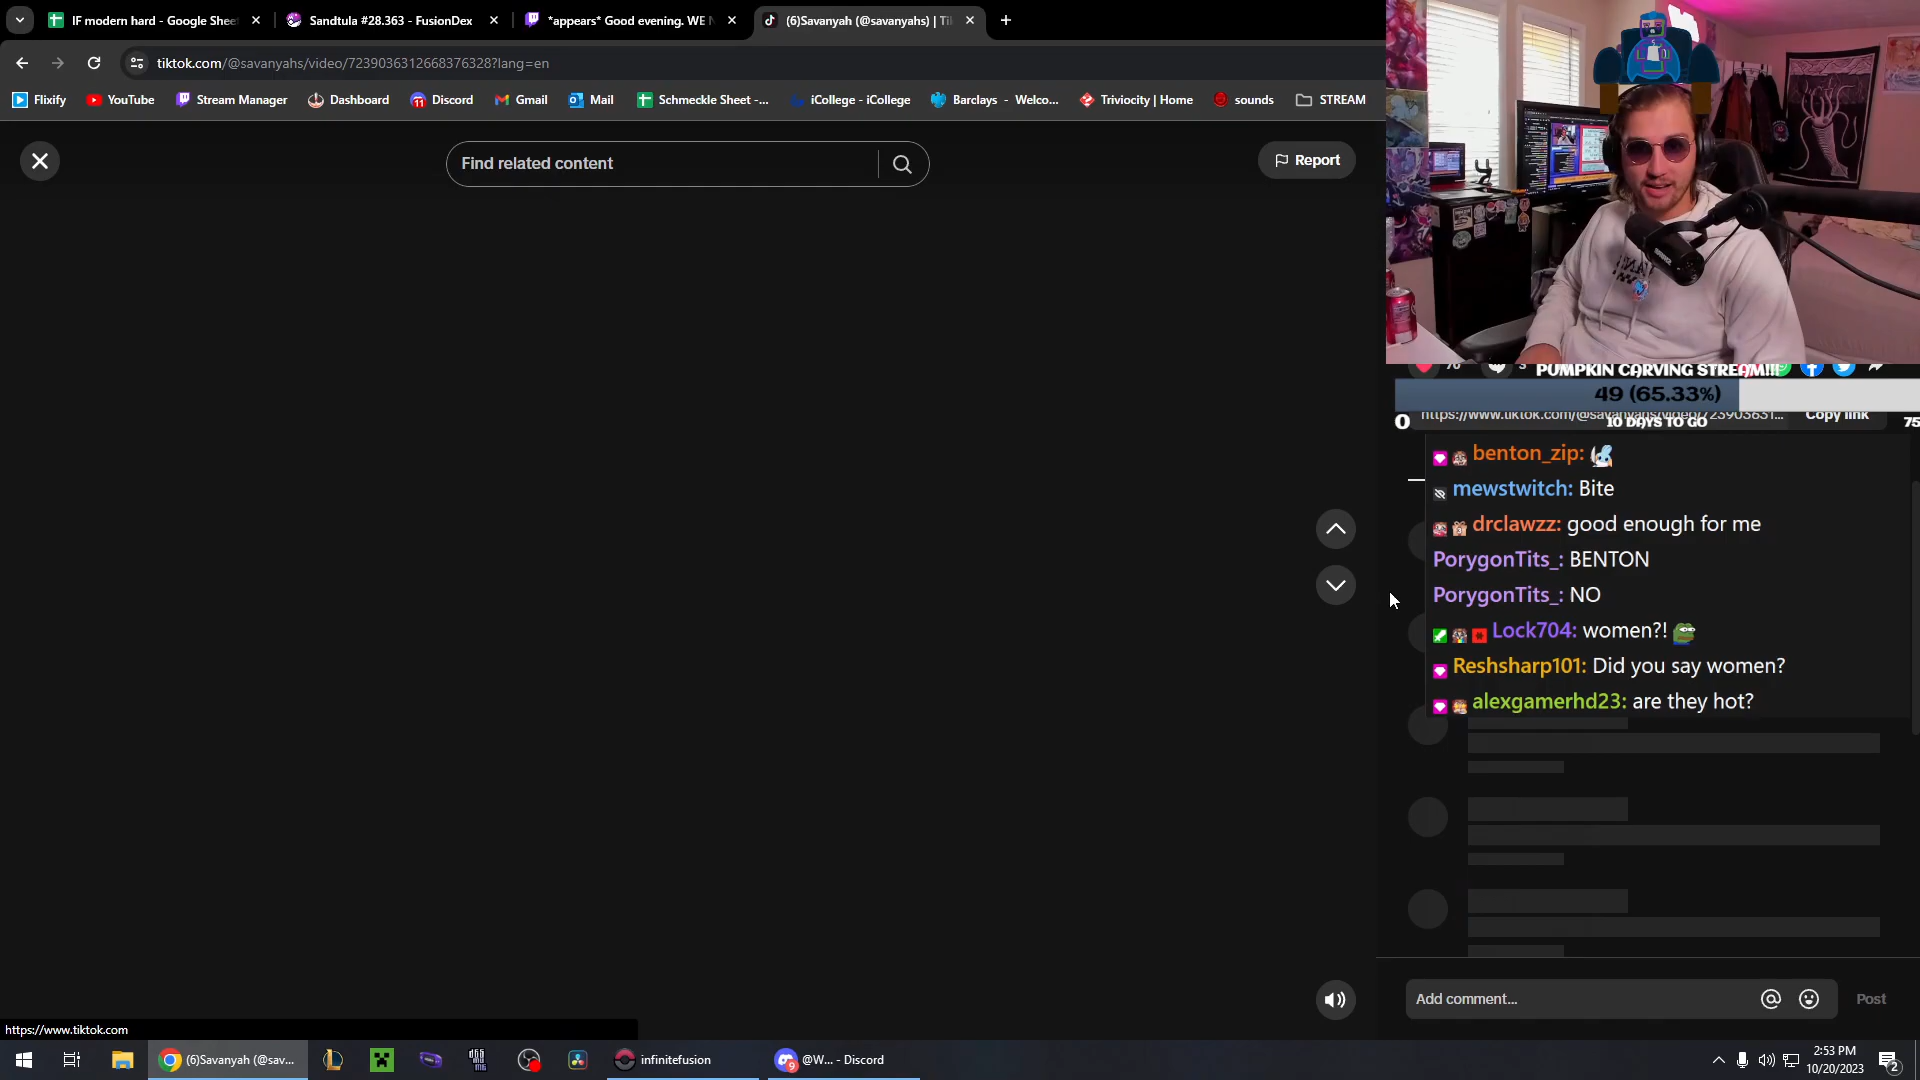 IF modern hard - Google Shee
Sandtula #28.363 - FusionDex
*appears* Good evening. WE N
(6)Savanyah (@savanyahs) | Ti
tiktok.com/@savanyahs/video/7239036312668376328?lang=en
Flixify
YouTube
Stream Manager
Dashboard
Discord
Gmail
Mail
Schmeckle Sheet -...
iCollege - iCollege
Barclays - Welco...
Triviocity | Home
sounds
STREAM
Find related content
Report
PUMPKIN CARVING STREAM!!!
49 (65.33%)
0
75
10 DAYS TO GO
Copy link
benton_zip:
mewstwitch: Bite
drclawzz: good enough for me
PorygonTits_: BENTON
PorygonTits_: NO
Lock704: women?!
Reshsharp101: Did you say women?
alexgamerhd23: are they hot?
Add comment...
Post
https://www.tiktok.com
(6)Savanyah (@sav...
infinitefusion
@W... - Discord
2:53 PM
10/20/2023
2